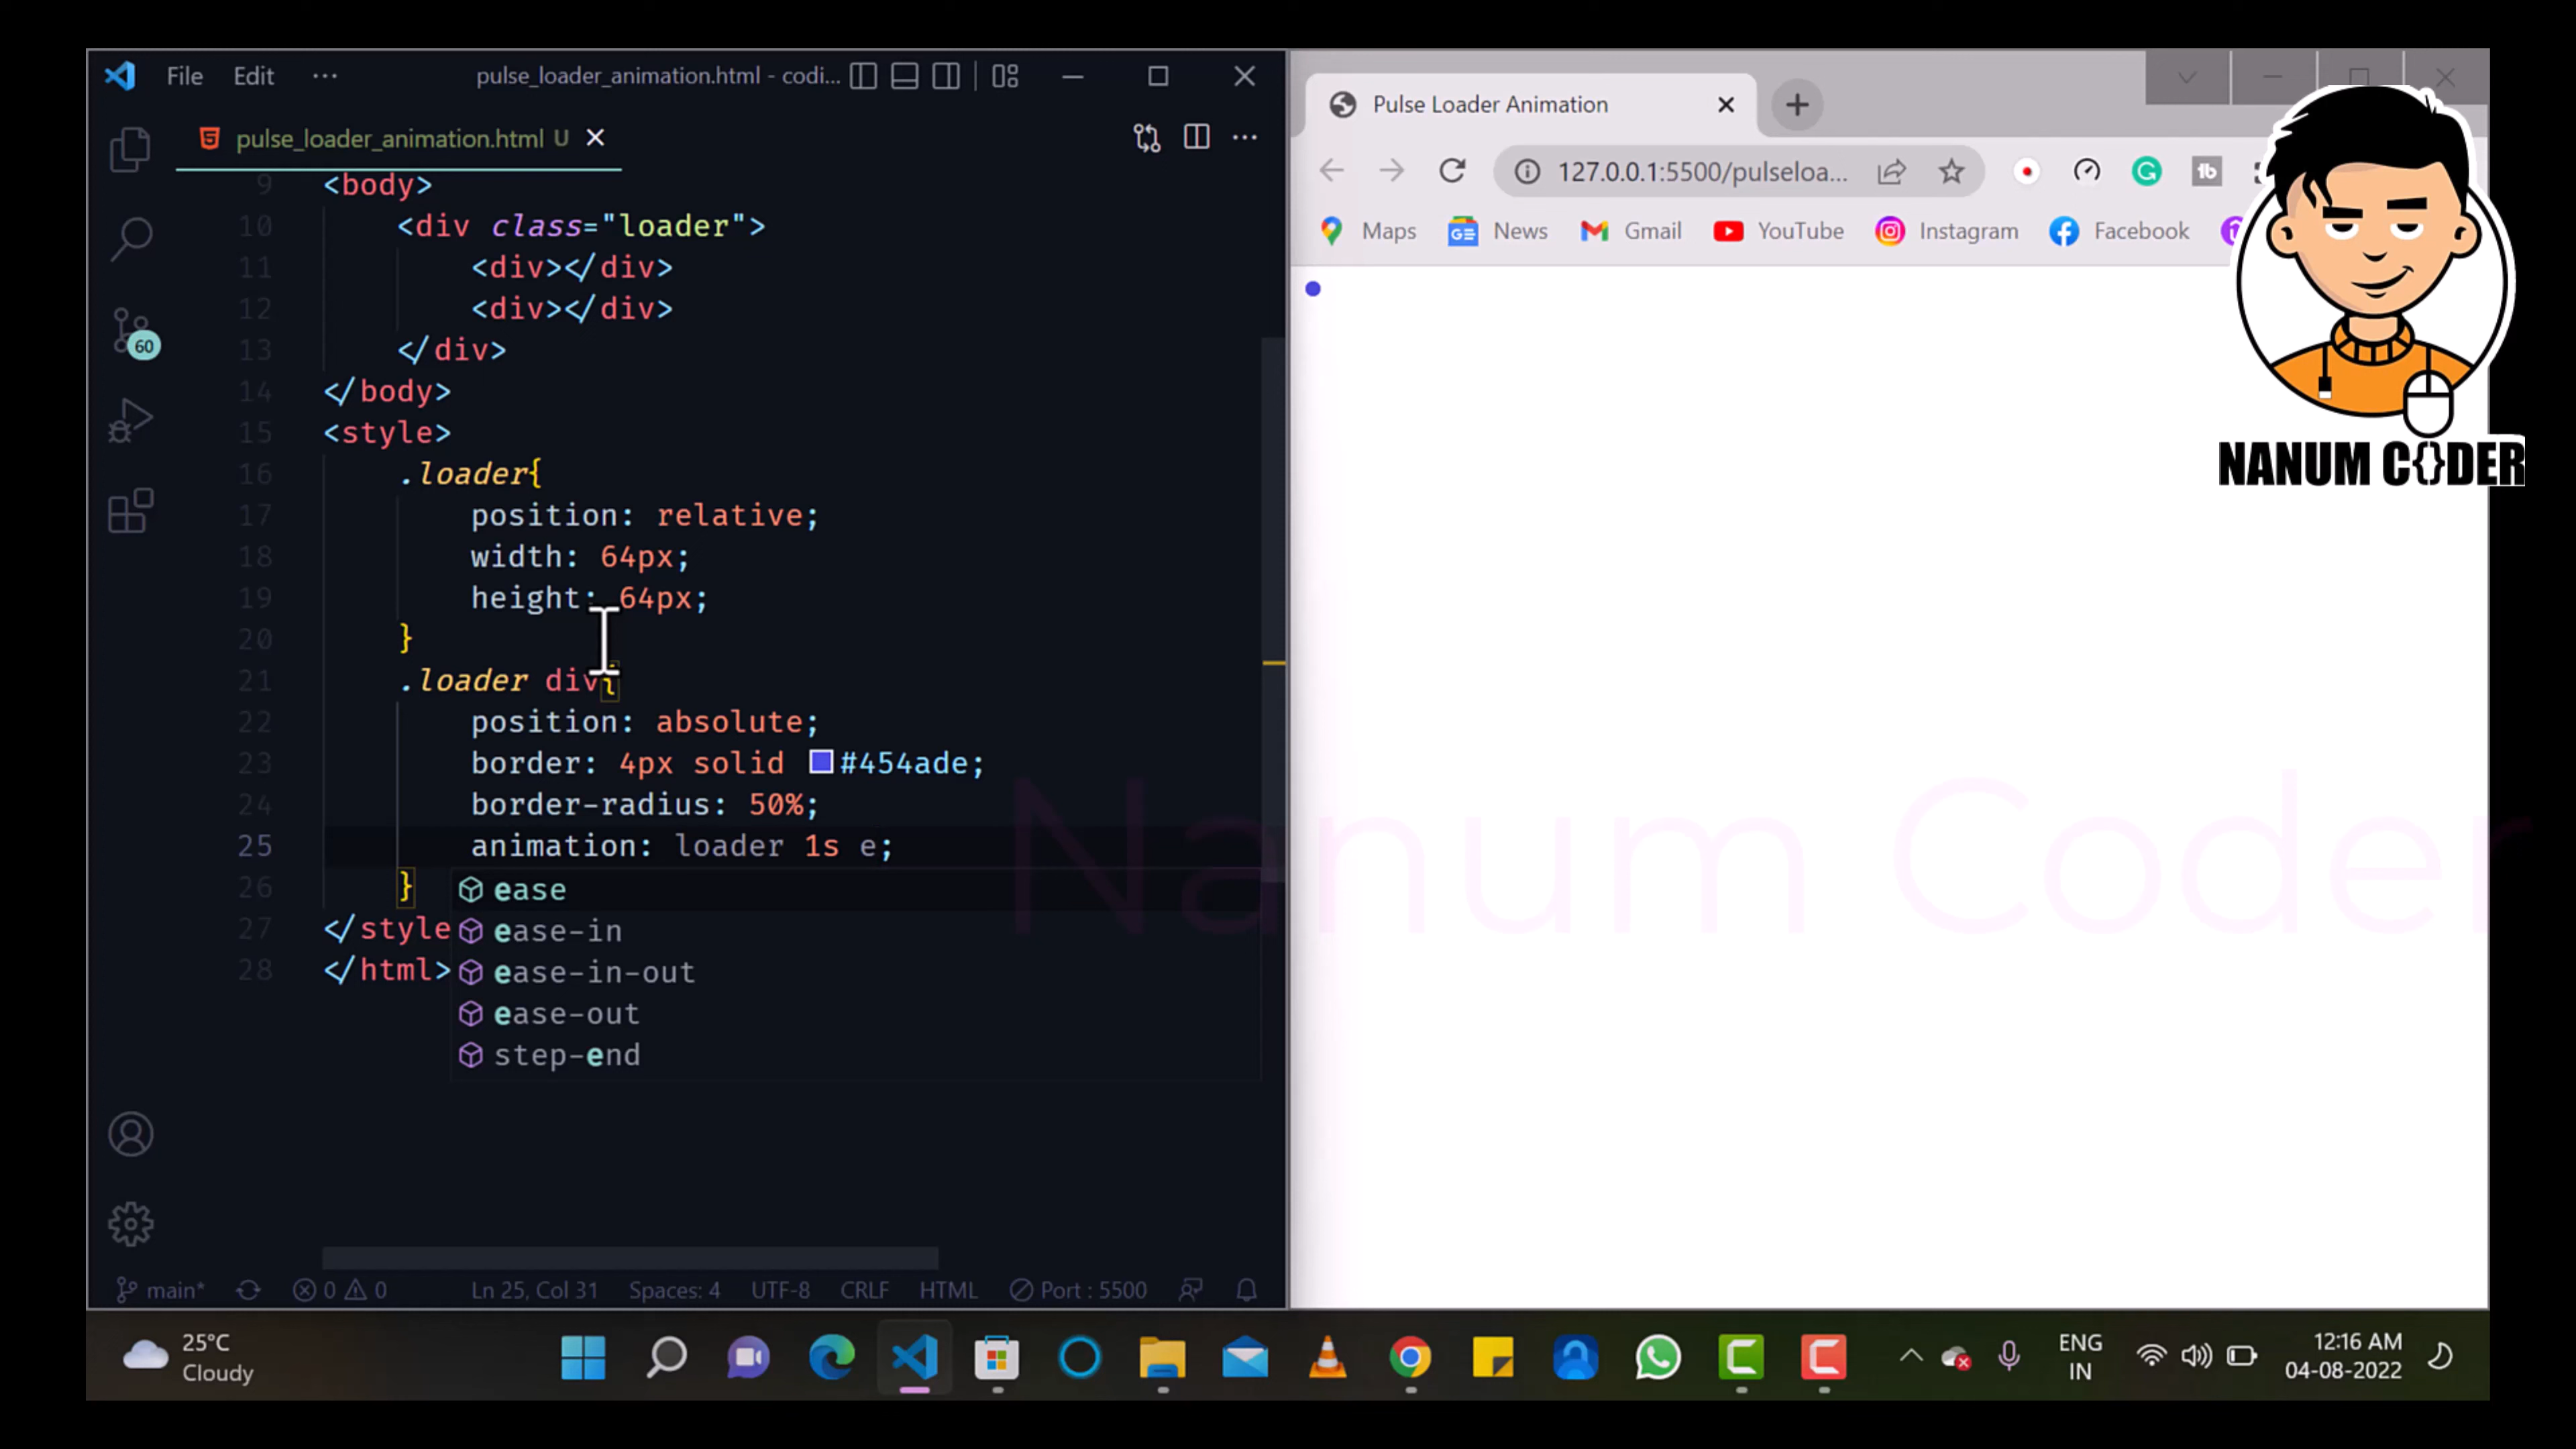 File Edit ··· pulse_loader_animation.html - codi...
pulse_loader_animation.html U
9 <body>
10 <div class="loader">
11 <div></div>
12 <div></div>
13 </div>
14 </body>
15 <style>
16 .loader{
17 position: relative;
18 width: 64px;
19 height: 64px;
20 }
21 .loader div{
22 position: absolute;
23 border: 4px solid #454ade;
24 border-radius: 50%;
25 animation: loader 1s e;
26 }
27 </style
28 </html>
ease
ease-in
ease-in-out
ease-out
step-end
60
main* 0 0 Ln 25, Col 31 Spaces: 4 UTF-8 CRLF HTML Port : 5500
Pulse Loader Animation
127.0.0.1:5500/pulseloa...
Maps News Gmail YouTube Instagram Facebook
NANUM C{}DER
Nanum Coder
25°C
Cloudy
ENG
IN
12:16 AM
04-08-2022